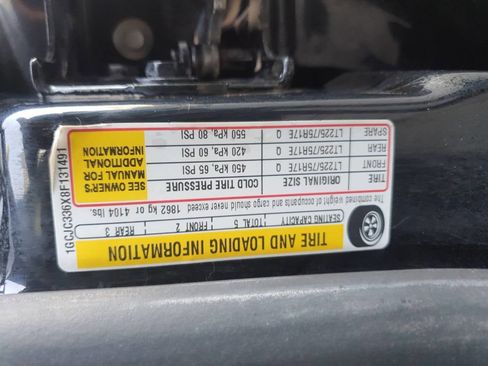 TIRE AND LOADING INFORMATION
SEATING CAPACITY TOTAL 5 FRONT 2 REAR 3
The combined weight of occupants and cargo should never exceed 1862 kg or 4104 lbs.
TIRE ORIGINAL SIZE COLD TIRE PRESSURE
FRONT LT225/75R17E Q 450 kPa, 65 PSI
REAR LT225/75R17E Q 420 kPa, 60 PSI
SPARE LT225/75R17E Q 550 kPa, 80 PSI
SEE OWNER'S
MANUAL FOR
ADDITIONAL
INFORMATION
1GCJC336X8F131491